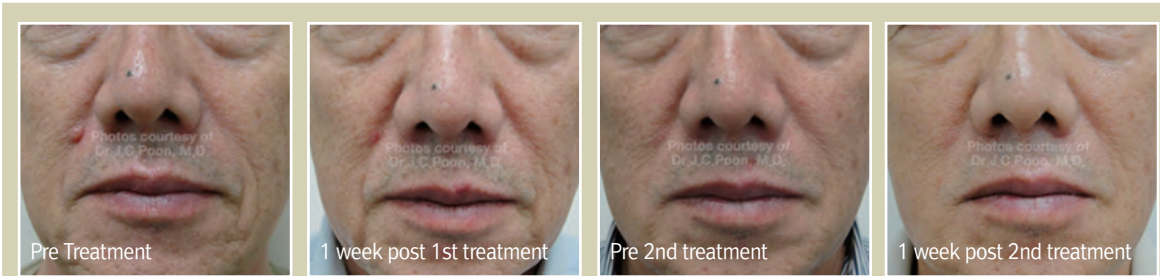 Photos courtesy of
Dr.J.C.Poon, M.D.
Pre Treatment
Photos courtesy of
Dr.J.C.Poon, M.D.
1 week post 1st treatment
Photos courtesy of
Dr.J.C.Poon, M.D.
Pre 2nd treatment
Photos courtesy of
Dr.J.C.Poon, M.D.
1 week post 2nd treatment